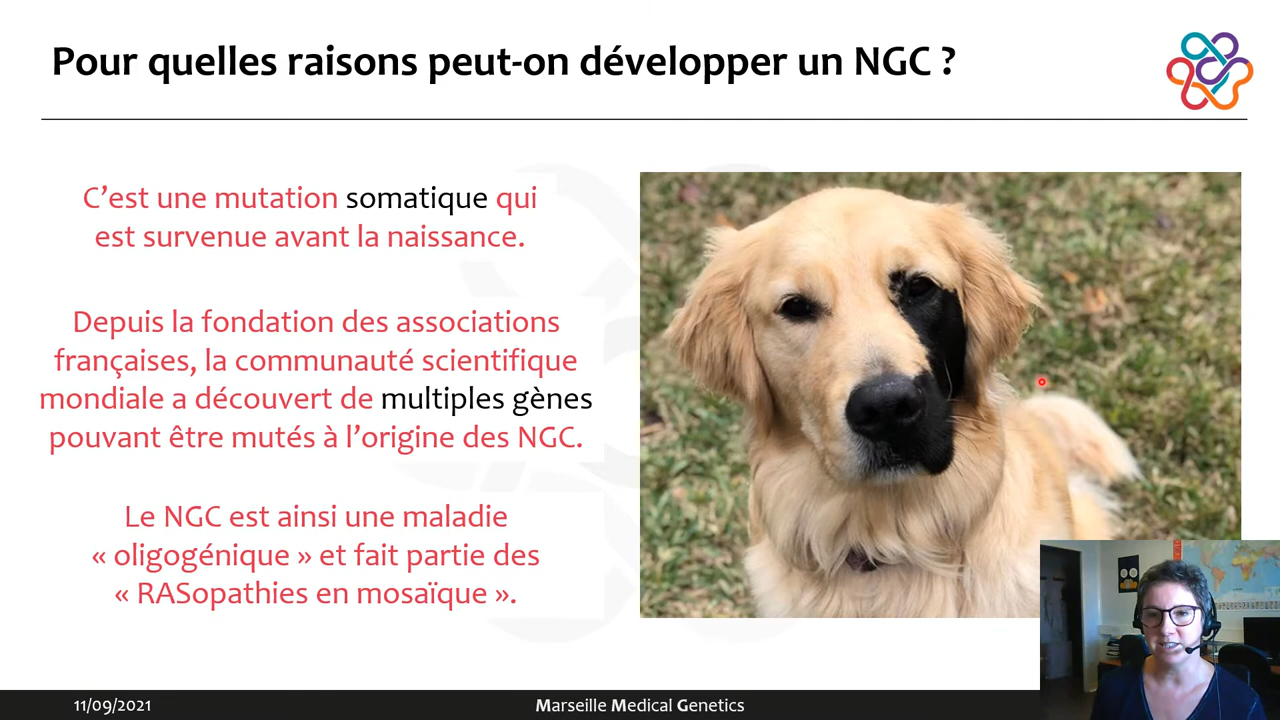 Pour quelles raisons peut-on développer un NGC ?
C’est une mutation somatique qui
est survenue avant la naissance.
Depuis la fondation des associations
françaises, la communauté scientifique
mondiale a découvert de multiples gènes
pouvant être mutés à l’origine des NGC.
Le NGC est ainsi une maladie
« oligogénique » et fait partie des
« RASopathies en mosaïque ».
11/09/2021
Marseille Medical Genetics